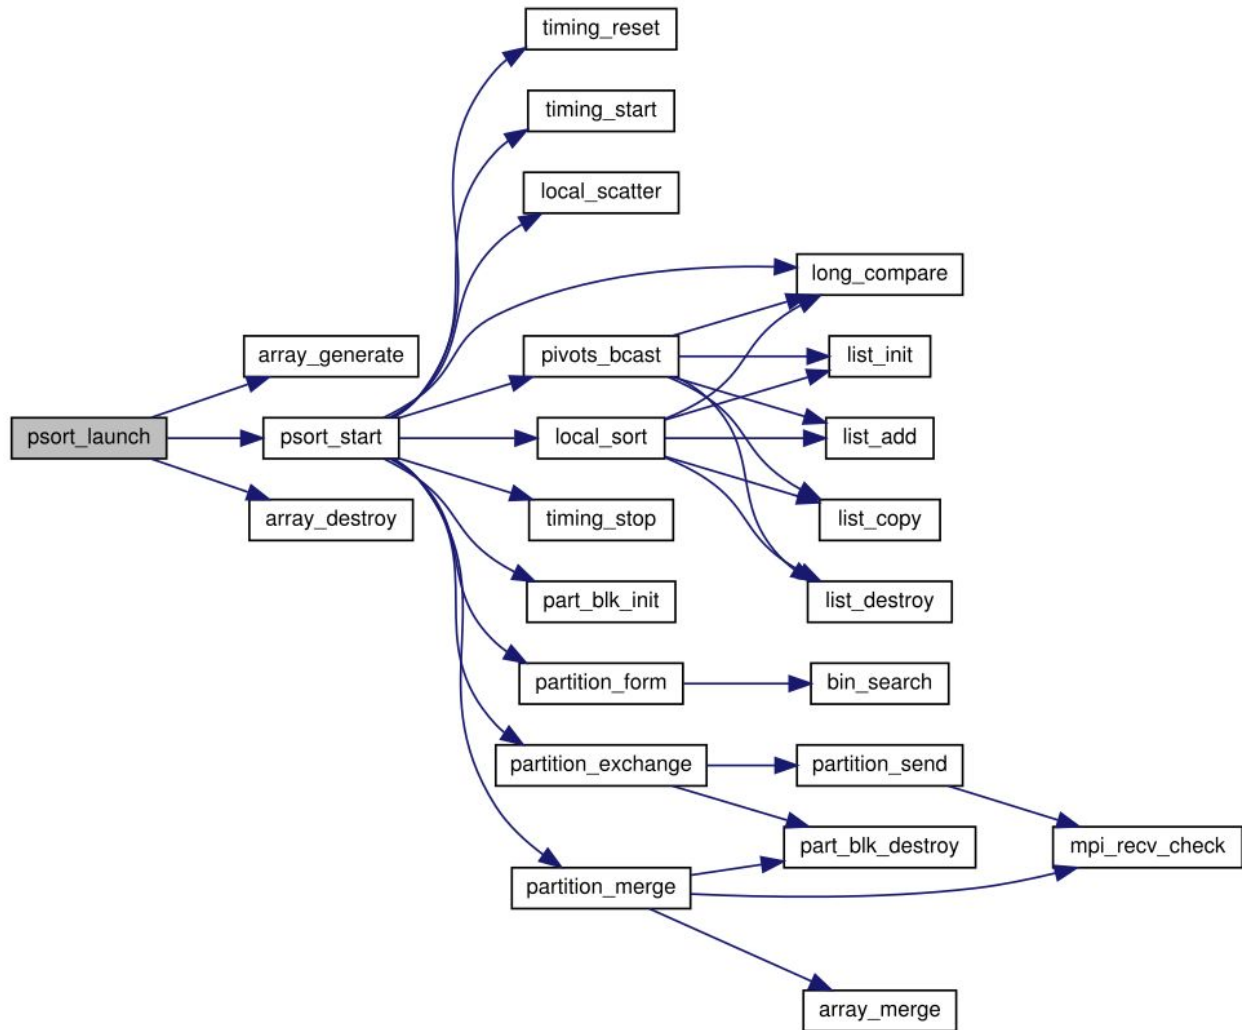 timing_reset
timing_start
local_scatter
long_compare
array_generate
pivots_bcast
list_init
psort_launch
psort_start
local_sort
list_add
array_destroy
timing_stop
list_copy
part_blk_init
list_destroy
partition_form
bin_search
partition_exchange
partition_send
part_blk_destroy
mpi_recv_check
partition_merge
array_merge